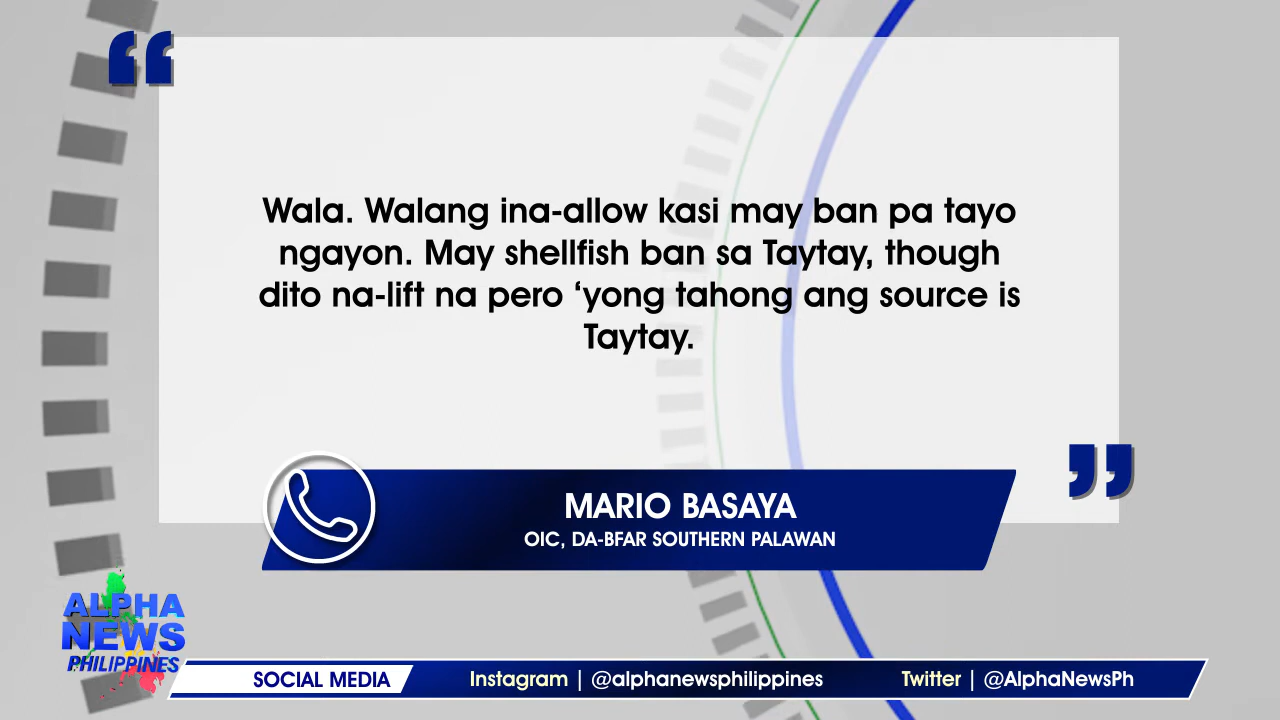 “
Wala. Walang ina-allow kasi may ban pa tayo
ngayon. May shellfish ban sa Taytay, though
dito na-lift na pero ‘yong tahong ang source is
Taytay.
”
MARIO BASAYA
OIC, DA-BFAR SOUTHERN PALAWAN
ALPHA
NEWS
PHILIPPINES
SOCIAL MEDIA
Instagram | @alphanewsphilippines
Twitter | @AlphaNewsPh